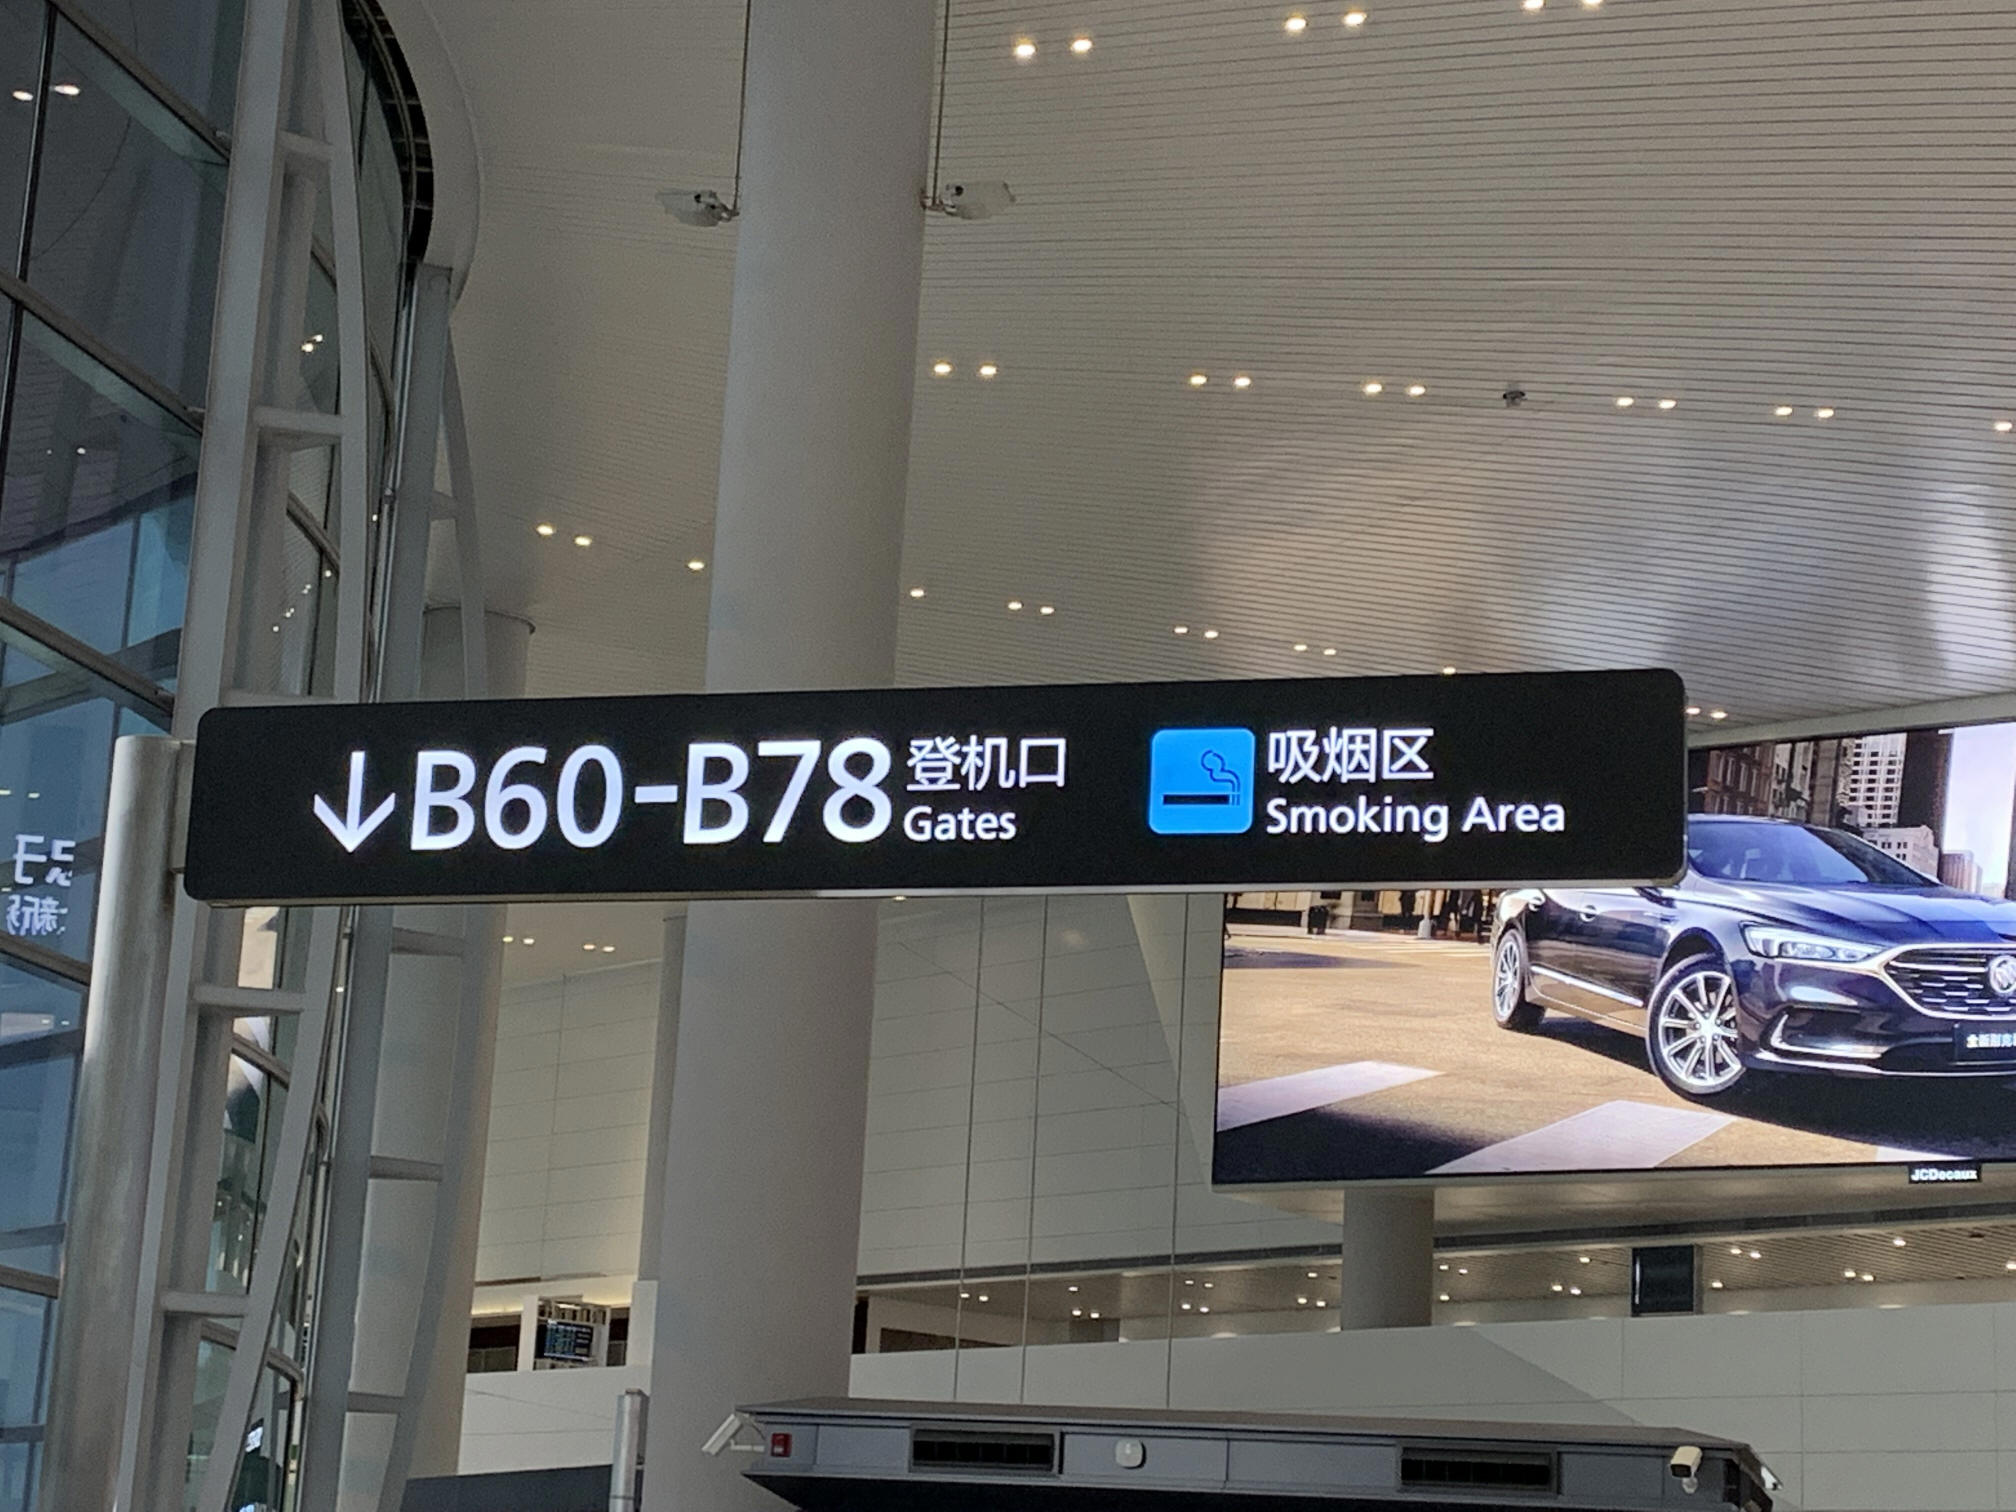 ↓B60-B78 登机口
Gates
吸烟区
Smoking Area
JCDecaux